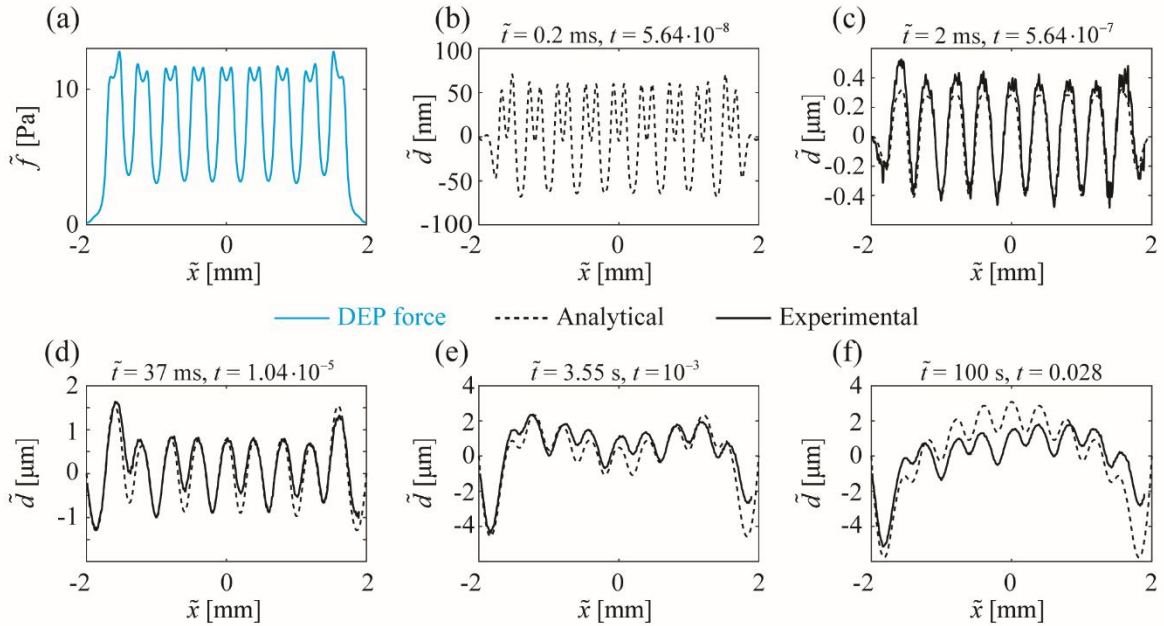 (a)
f̃ [Pa]
10
0
-2 0 2
x̃ [mm]
(b)
t̃ = 0.2 ms, t = 5.64·10⁻⁸
d̃ [nm]
100
50
0
-50
-100
-2 0 2
x̃ [mm]
(c)
t̃ = 2 ms, t = 5.64·10⁻⁷
d̃ [µm]
0.4
0.2
0
-0.2
-0.4
-2 0 2
x̃ [mm]
DEP force Analytical Experimental
(d)
t̃ = 37 ms, t = 1.04·10⁻⁵
d̃ [µm]
2
1
0
-1
-2 0 2
x̃ [mm]
(e)
t̃ = 3.55 s, t = 10⁻³
d̃ [µm]
4
2
0
-2
-4
-2 0 2
x̃ [mm]
(f)
t̃ = 100 s, t = 0.028
d̃ [µm]
4
2
0
-2
-4
-2 0 2
x̃ [mm]